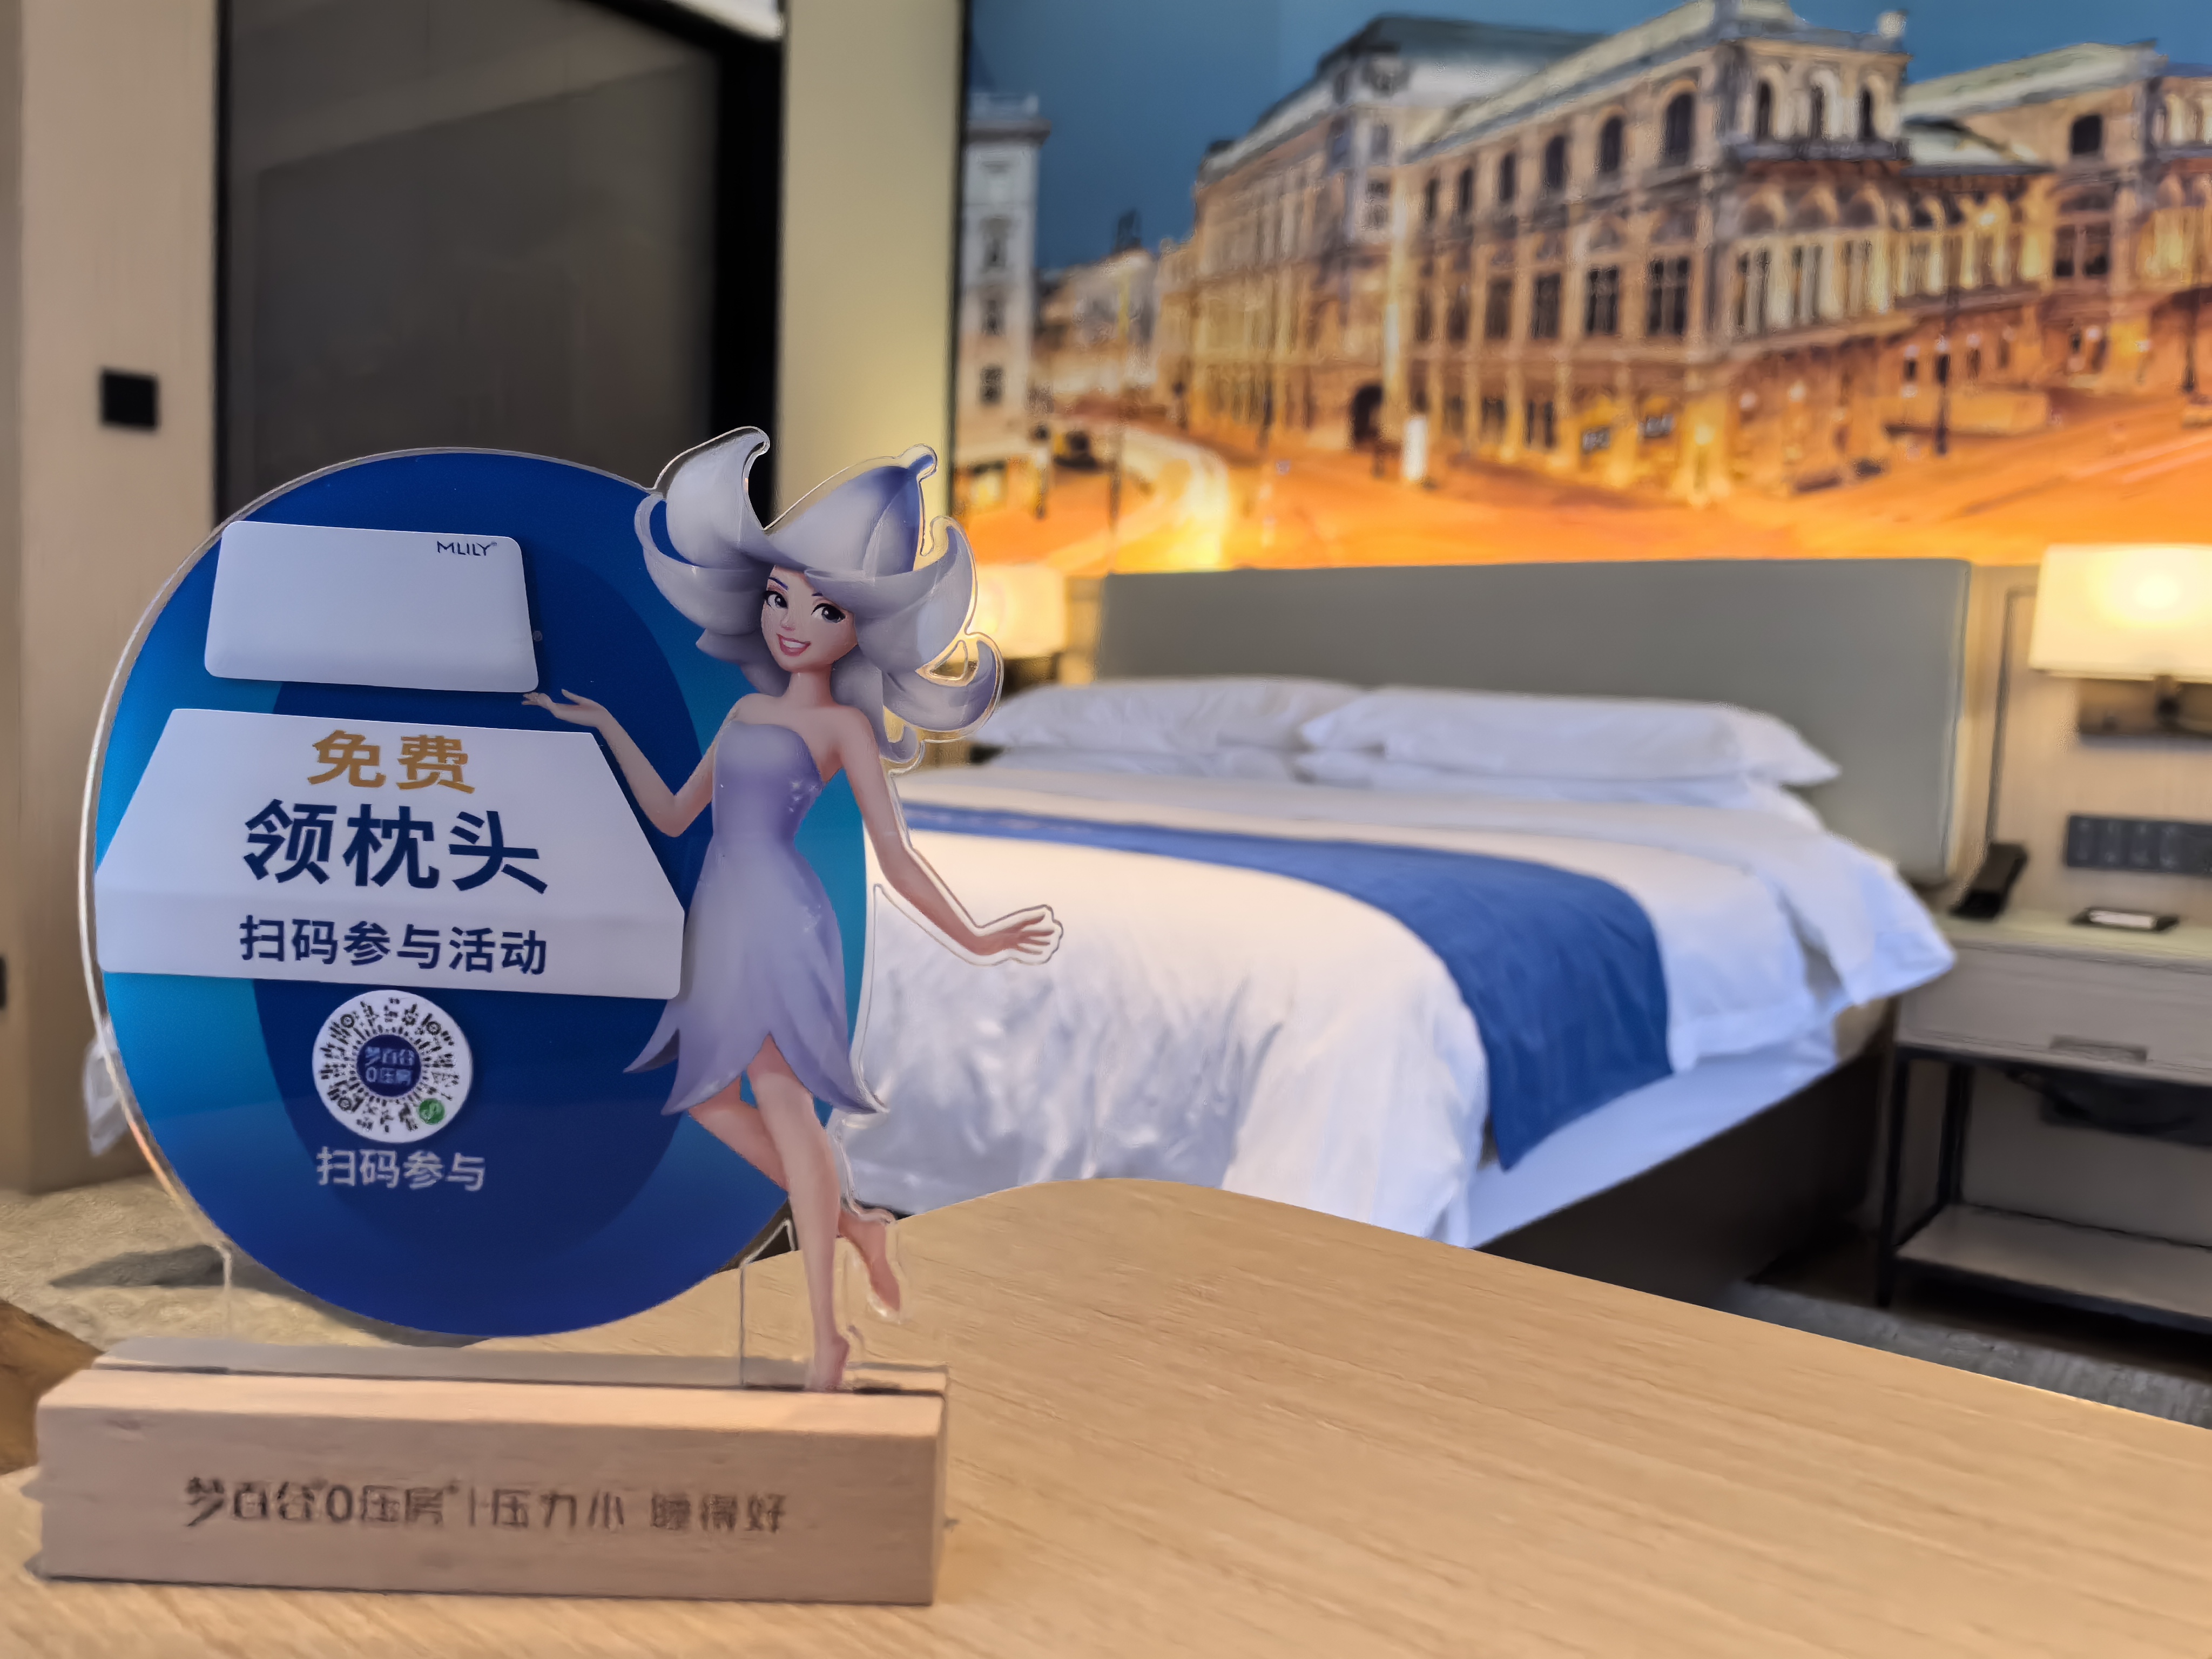 MLILY®
免费
领枕头
扫码参与活动
梦百合
0压房
扫码参与
梦百合®0压房®|压力小 睡得好